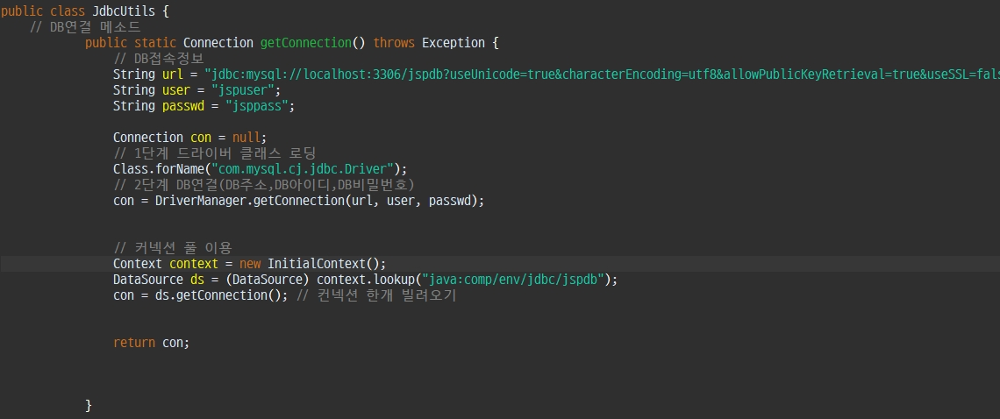 public class JdbcUtils {
// DB연결 메소드
public static Connection getConnection() throws Exception {
// DB접속정보
String url = "jdbc:mysql://localhost:3306/jspdb?useUnicode=true&characterEncoding=utf8&allowPublicKeyRetrieval=true&useSSL=fals
String user = "jspuser";
String passwd = "jsppass";
Connection con = null;
// 1단계 드라이버 클래스 로딩
Class.forName("com.mysql.cj.jdbc.Driver");
// 2단계 DB연결(DB주소,DB아이디,DB비밀번호)
con = DriverManager.getConnection(url, user, passwd);
// 커넥션 풀 이용
Context context = new InitialContext();
DataSource ds = (DataSource) context.lookup("java:comp/env/jdbc/jspdb");
con = ds.getConnection(); // 컨넥션 한개 빌려오기
return con;
}